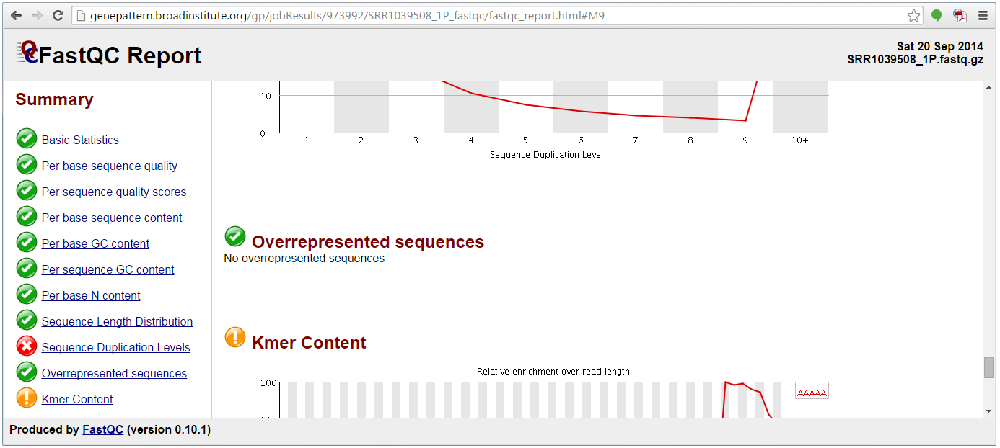 genepattern.broadinstitute.org/gp/jobResults/973992/SRR1039508_1P_fastqc/fastqc_report.html#M9
FastQC Report
Sat 20 Sep 2014
SRR1039508_1P.fastq.gz
Summary
Basic Statistics
Per base sequence quality
Per sequence quality scores
Per base sequence content
Per base GC content
Per sequence GC content
Per base N content
Sequence Length Distribution
Sequence Duplication Levels
Overrepresented sequences
Kmer Content
10
0
1 2 3 4 5 6 7 8 9 10+
Sequence Duplication Level
Overrepresented sequences
No overrepresented sequences
Kmer Content
Relative enrichment over read length
100
AAAAA
Produced by FastQC (version 0.10.1)